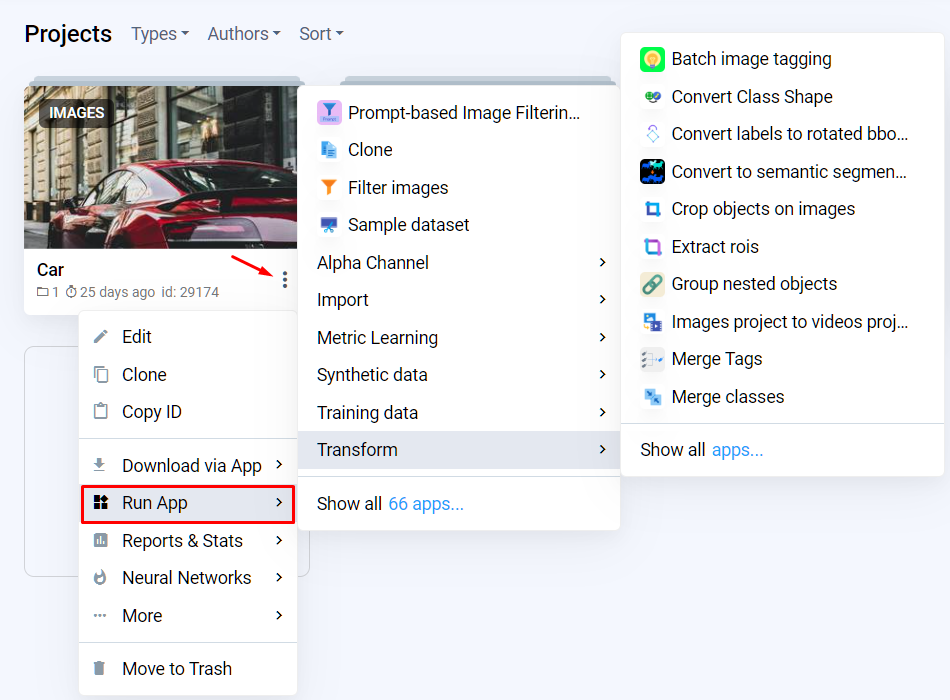 Projects Types Authors Sort
IMAGES
Car
1 25 days ago id: 29174
Edit
Clone
Copy ID
Download via App
Run App
Reports & Stats
Neural Networks
More
Move to Trash
Prompt-based Image Filterin...
Clone
Filter images
Sample dataset
Alpha Channel
Import
Metric Learning
Synthetic data
Training data
Transform
Show all 66 apps...
Batch image tagging
Convert Class Shape
Convert labels to rotated bbo...
Convert to semantic segmen...
Crop objects on images
Extract rois
Group nested objects
Images project to videos proj...
Merge Tags
Merge classes
Show all apps...